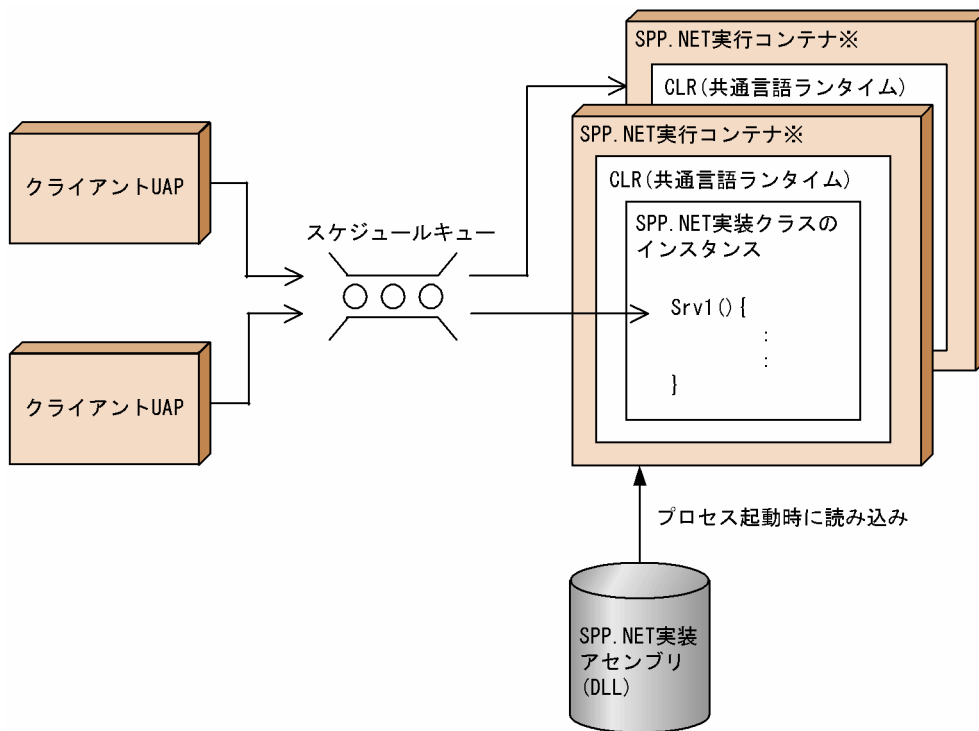 SPP.NET実行コンテナ※
CLR(共通言語ランタイム)
SPP.NET実行コンテナ※
CLR(共通言語ランタイム)
SPP.NET実装クラスの
インスタンス
Srv1(){
:
:
}
クライアントUAP
スケジュールキュー
クライアントUAP
プロセス起動時に読み込み
SPP.NET実装
アセンブリ
(DLL)